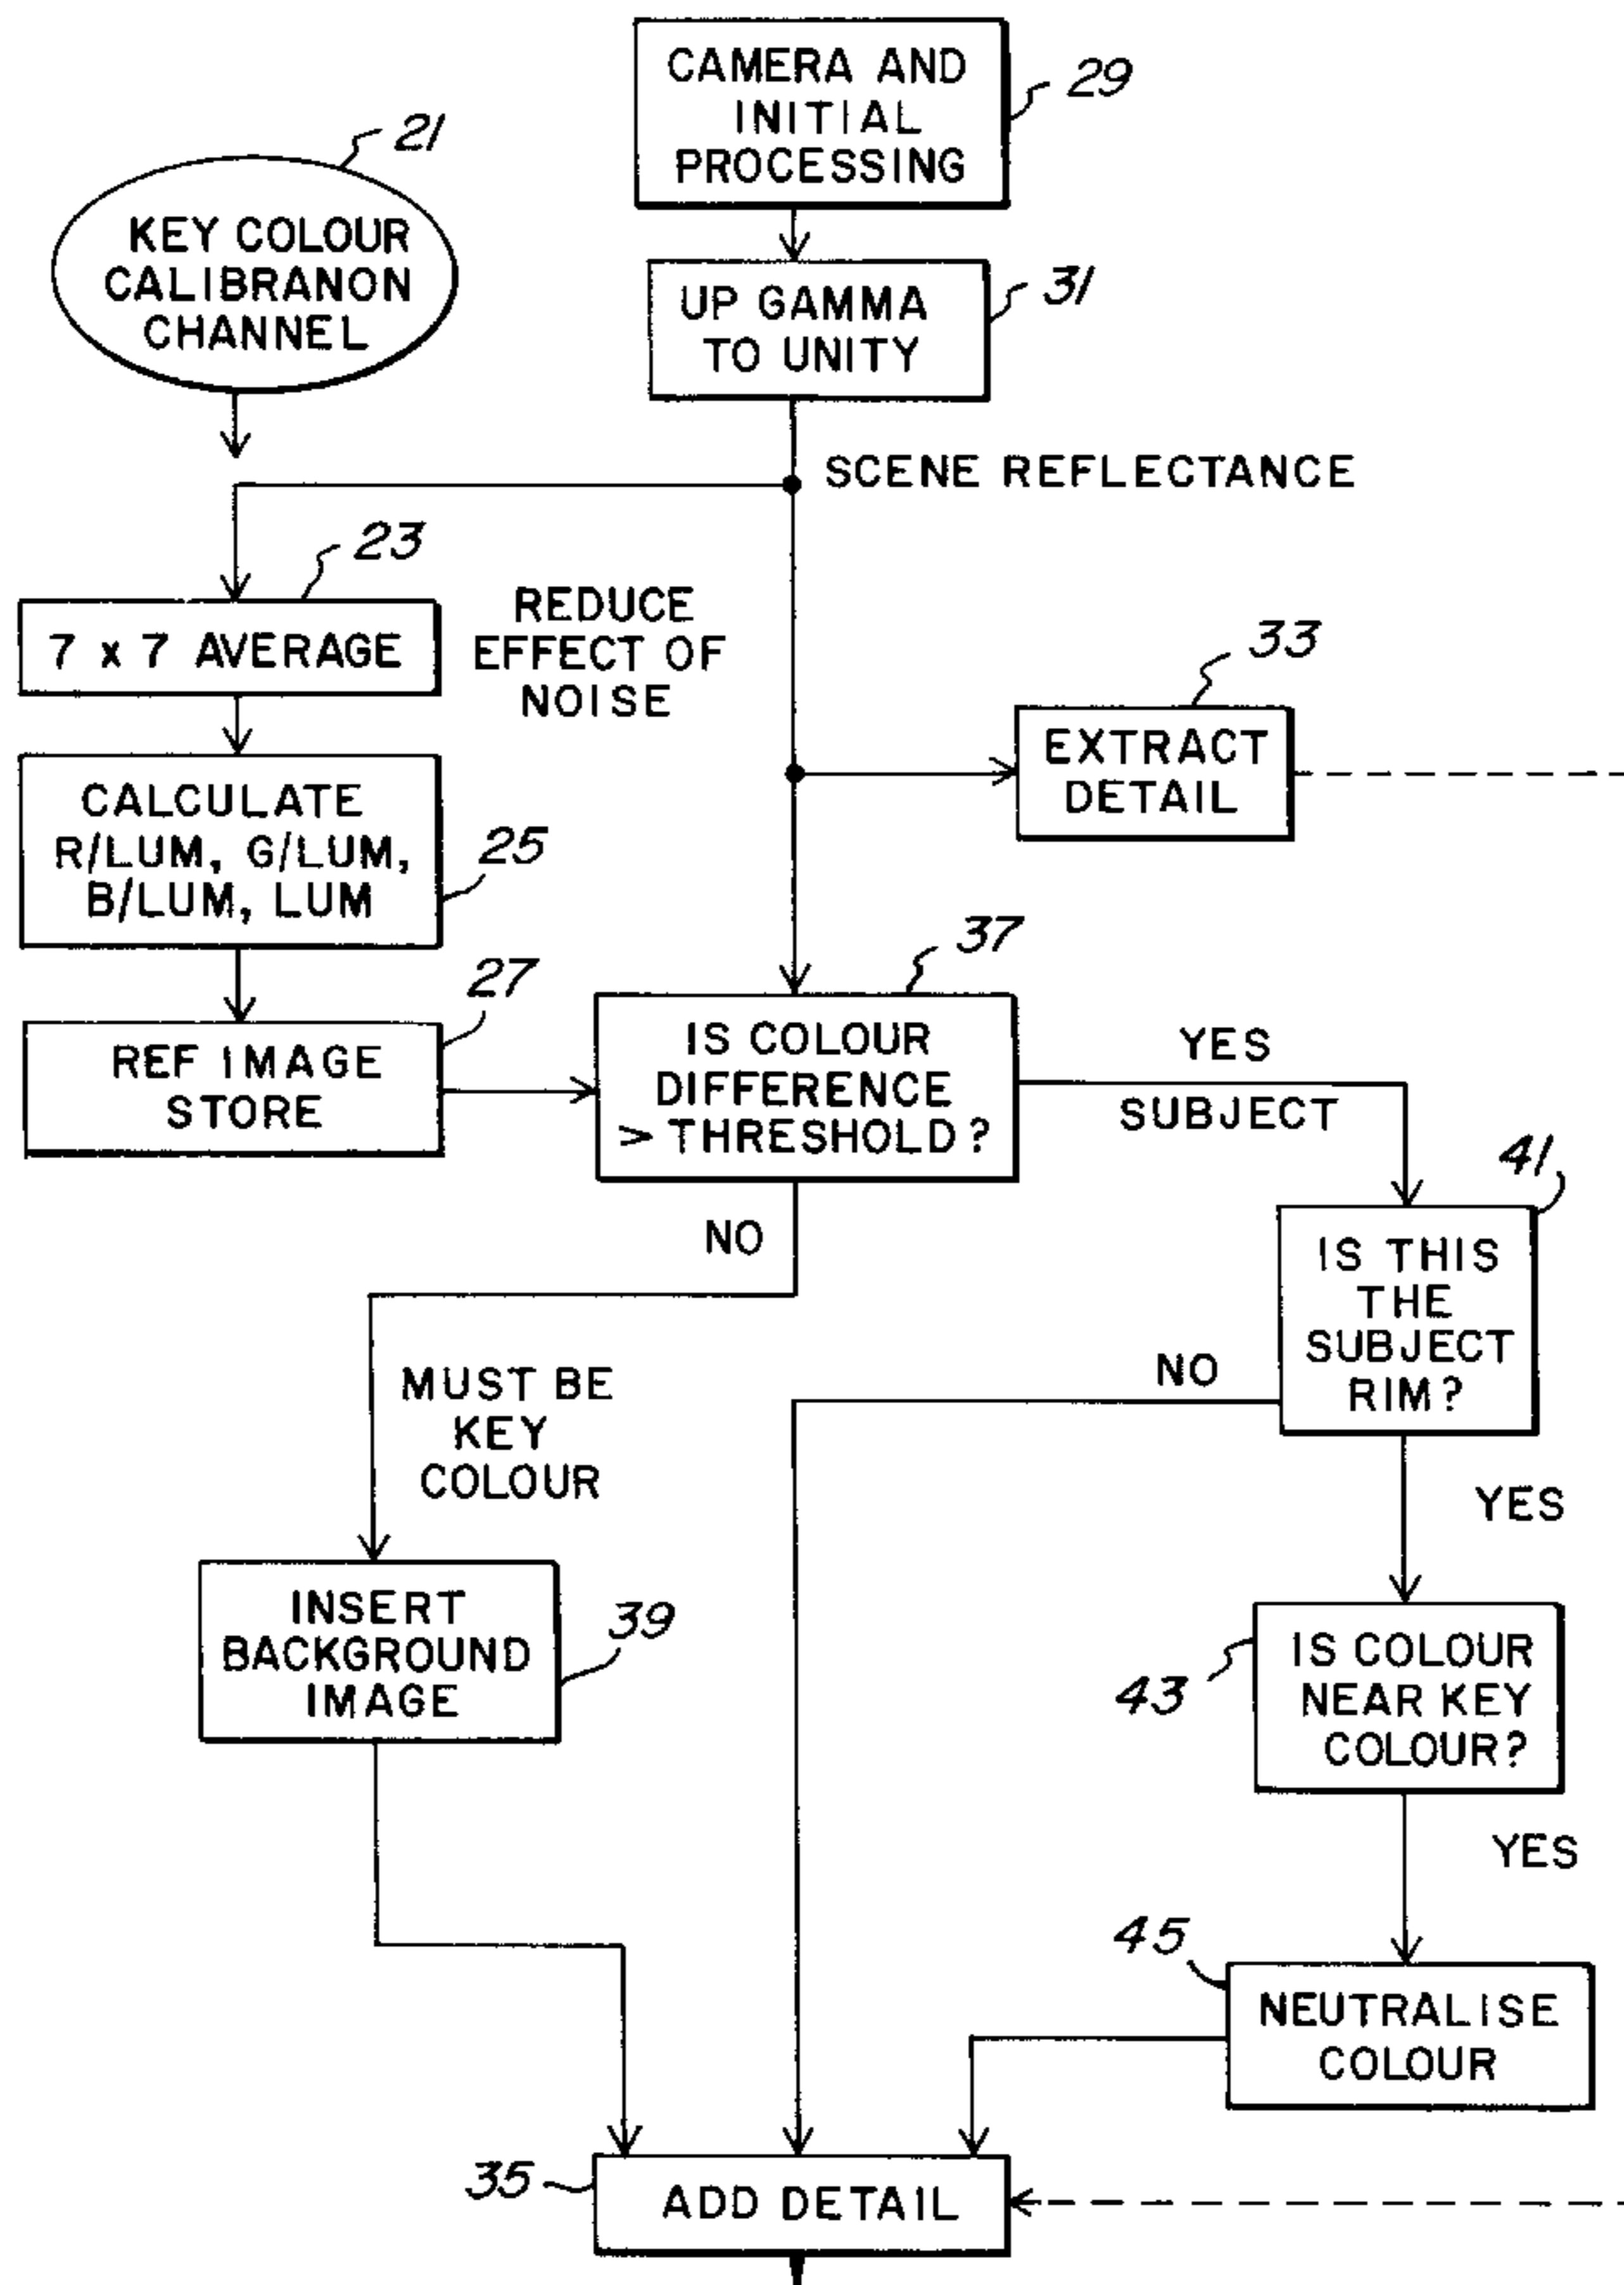 CAMERA AND
INITIAL
PROCESSING
29
21
KEY COLOUR
CALIBRANON
CHANNEL
UP GAMMA
TO UNITY
31
SCENE REFLECTANCE
23
7 x 7 AVERAGE
REDUCE
EFFECT OF
NOISE
33
EXTRACT
DETAIL
CALCULATE
R/LUM, G/LUM,
B/LUM, LUM
25
27
REF IMAGE
STORE
37
IS COLOUR
DIFFERENCE
> THRESHOLD?
YES
SUBJECT
NO
41
IS THIS
THE
SUBJECT
RIM?
NO
MUST BE
KEY
COLOUR
YES
INSERT
BACKGROUND
IMAGE
39
IS COLOUR
NEAR KEY
COLOUR?
43
YES
45
NEUTRALISE
COLOUR
35
ADD DETAIL